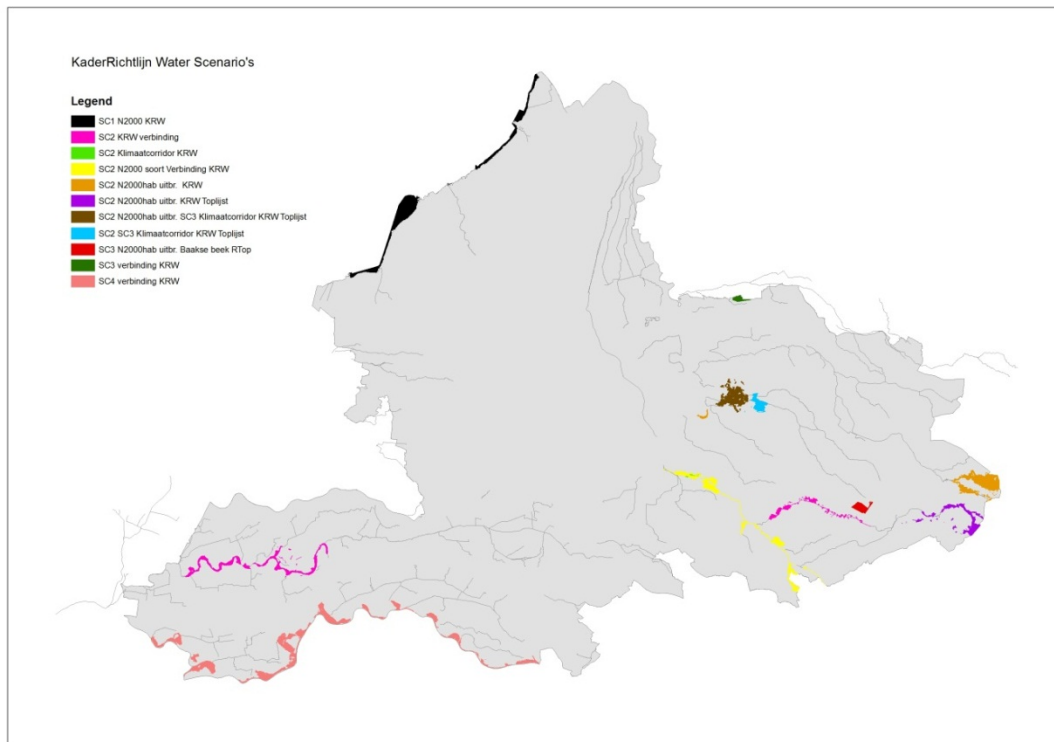 KaderRichtlijn Water Scenario's
Legend
SC1 N2000 KRW
SC2 KRW verbinding
SC2 Klimaatcorridor KRW
SC2 N2000 soort Verbinding KRW
SC2 N2000hab uitbr. KRW
SC2 N2000hab uitbr. KRW Toplijst
SC2 N2000hab uitbr. SC3 Klimaatcorridor KRW Toplijst
SC2 SC3 Klimaatcorridor KRW Toplijst
SC3 N2000hab uitbr. Baakse beek RTop
SC3 verbinding KRW
SC4 verbinding KRW